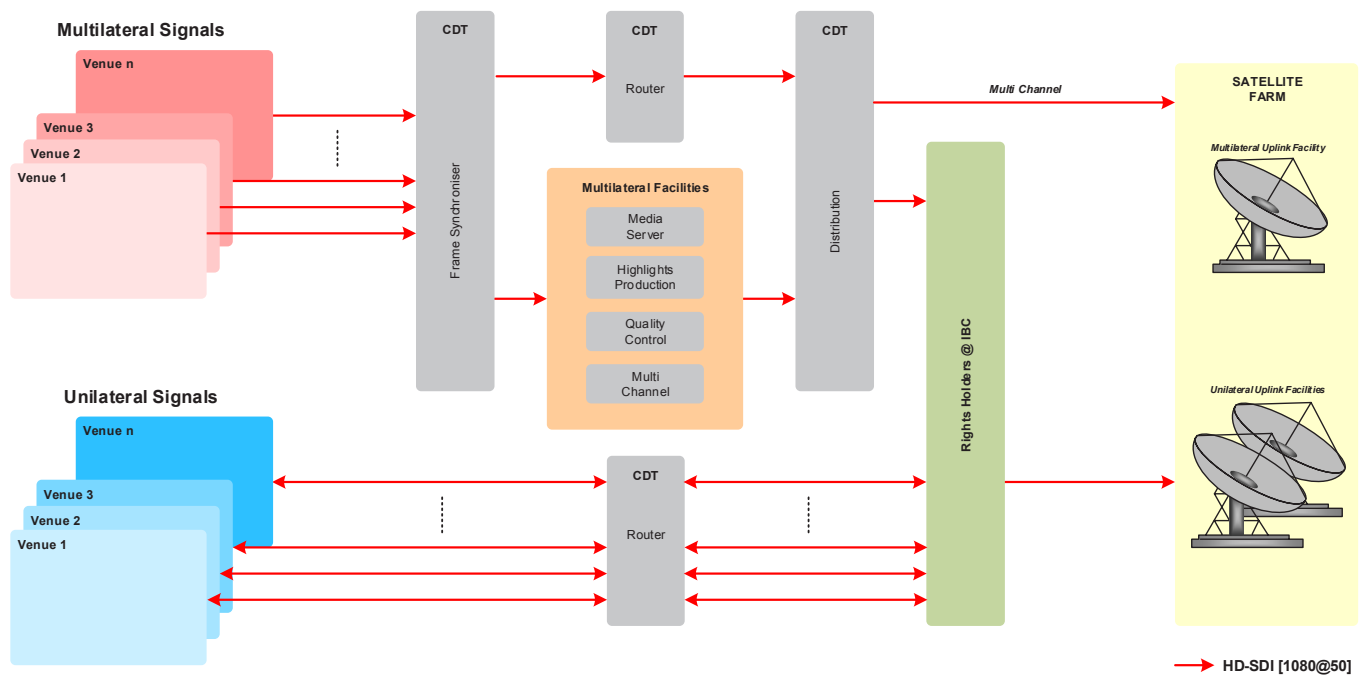 Multilateral Signals
Venue n
Venue 3
Venue 2
Venue 1
CDT
Frame Synchroniser
CDT
Router
Multilateral Facilities
Media
Server
Highlights
Production
Quality
Control
Multi
Channel
CDT
Distribution
Multi Channel
Rights Holders @ IBC
SATELLITE
FARM
Multilateral Uplink Facility
Unilateral Uplink Facilities
Unilateral Signals
Venue n
Venue 3
Venue 2
Venue 1
CDT
Router
HD-SDI [1080@50]